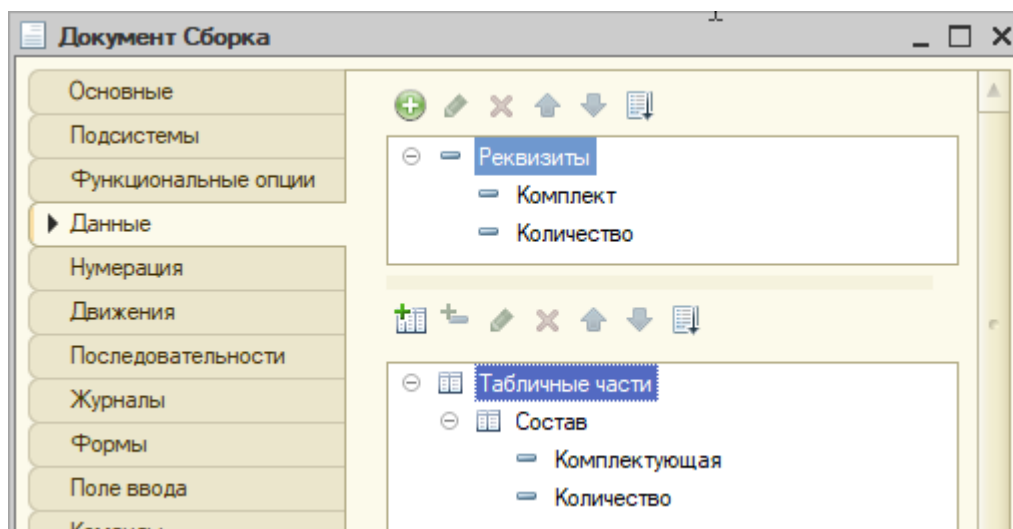 Документ Сборка
Основные
Подсистемы
Функциональные опции
Данные
Нумерация
Движения
Последовательности
Журналы
Формы
Поле ввода
Реквизиты
Комплект
Количество
Табличные части
Состав
Комплектующая
Количество